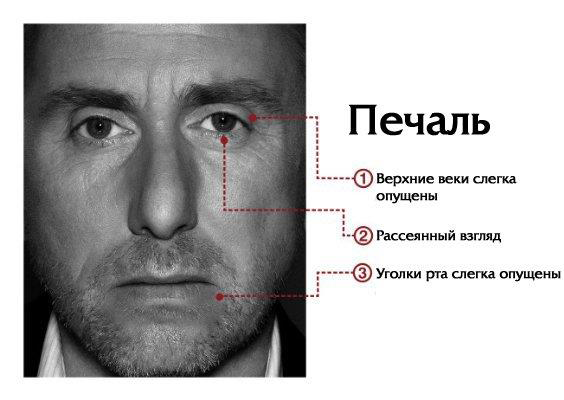 Печаль
① Верхние веки слегка
опущены
② Рассеянный взгляд
③ Уголки рта слегка опущены